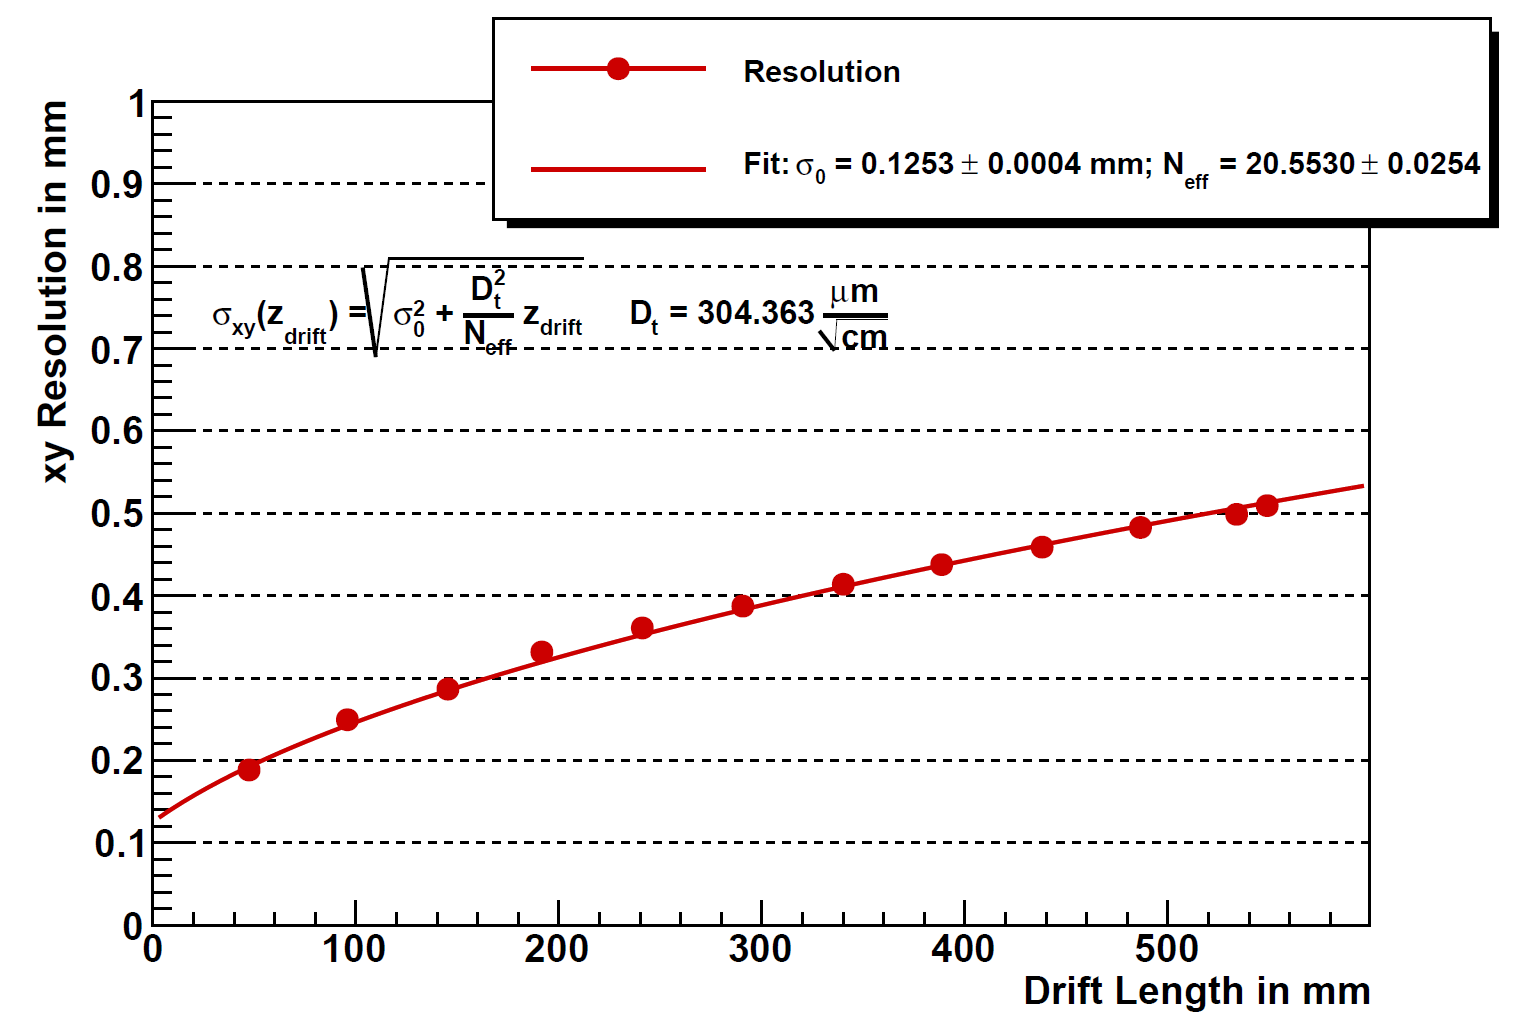 Resolution
Fit: σ0 = 0.1253 ± 0.0004 mm; Neff = 20.5530 ± 0.0254
xy Resolution in mm
1
0.9
0.8
0.7
0.6
0.5
0.4
0.3
0.2
0.1
0
σxy(zdrift) = √(σ0² + Dt²/Neff zdrift) Dt = 304.363 μm/√cm
0 100 200 300 400 500
Drift Length in mm